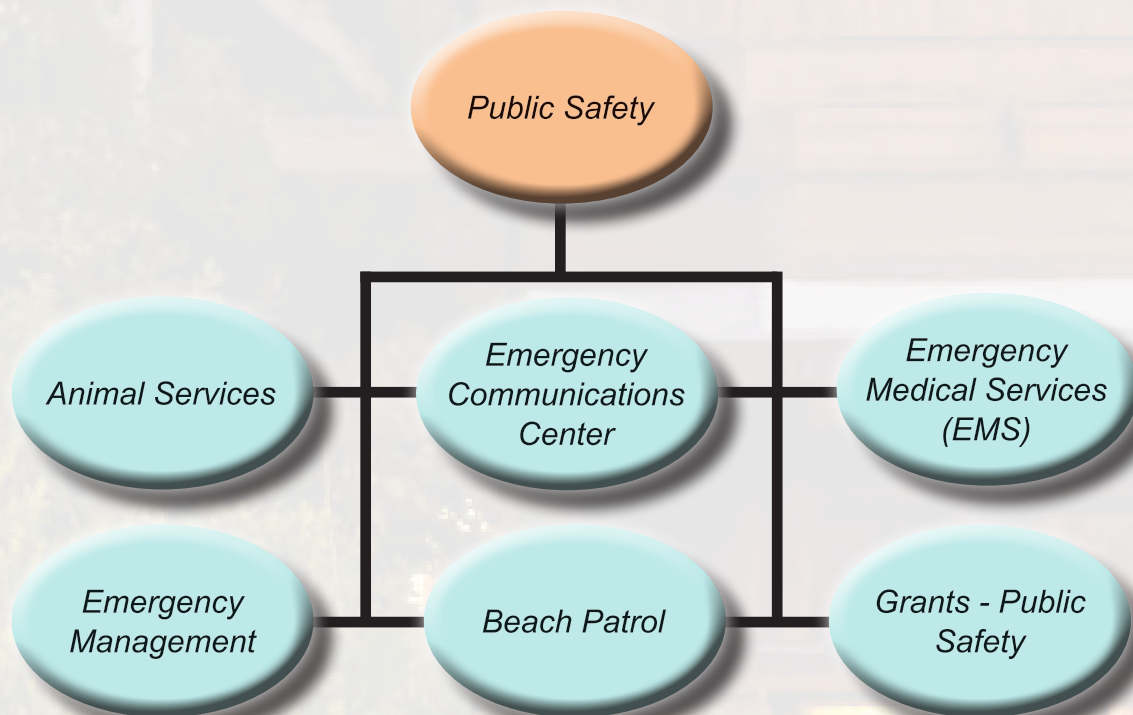 Public Safety
Animal Services
Emergency
Communications
Center
Emergency
Medical Services
(EMS)
Emergency
Management
Beach Patrol
Grants - Public
Safety